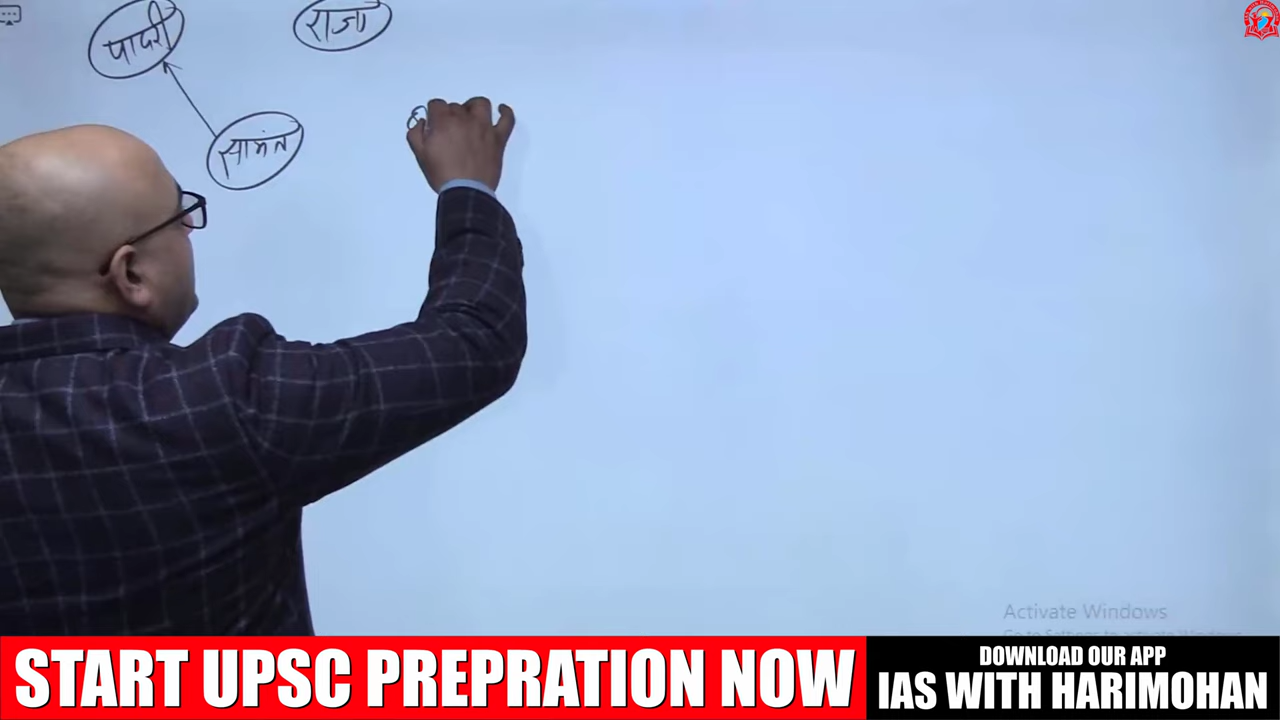 पादरी
राजा
सामंत
Activate Windows
START UPSC PREPRATION NOW
DOWNLOAD OUR APP
IAS WITH HARIMOHAN